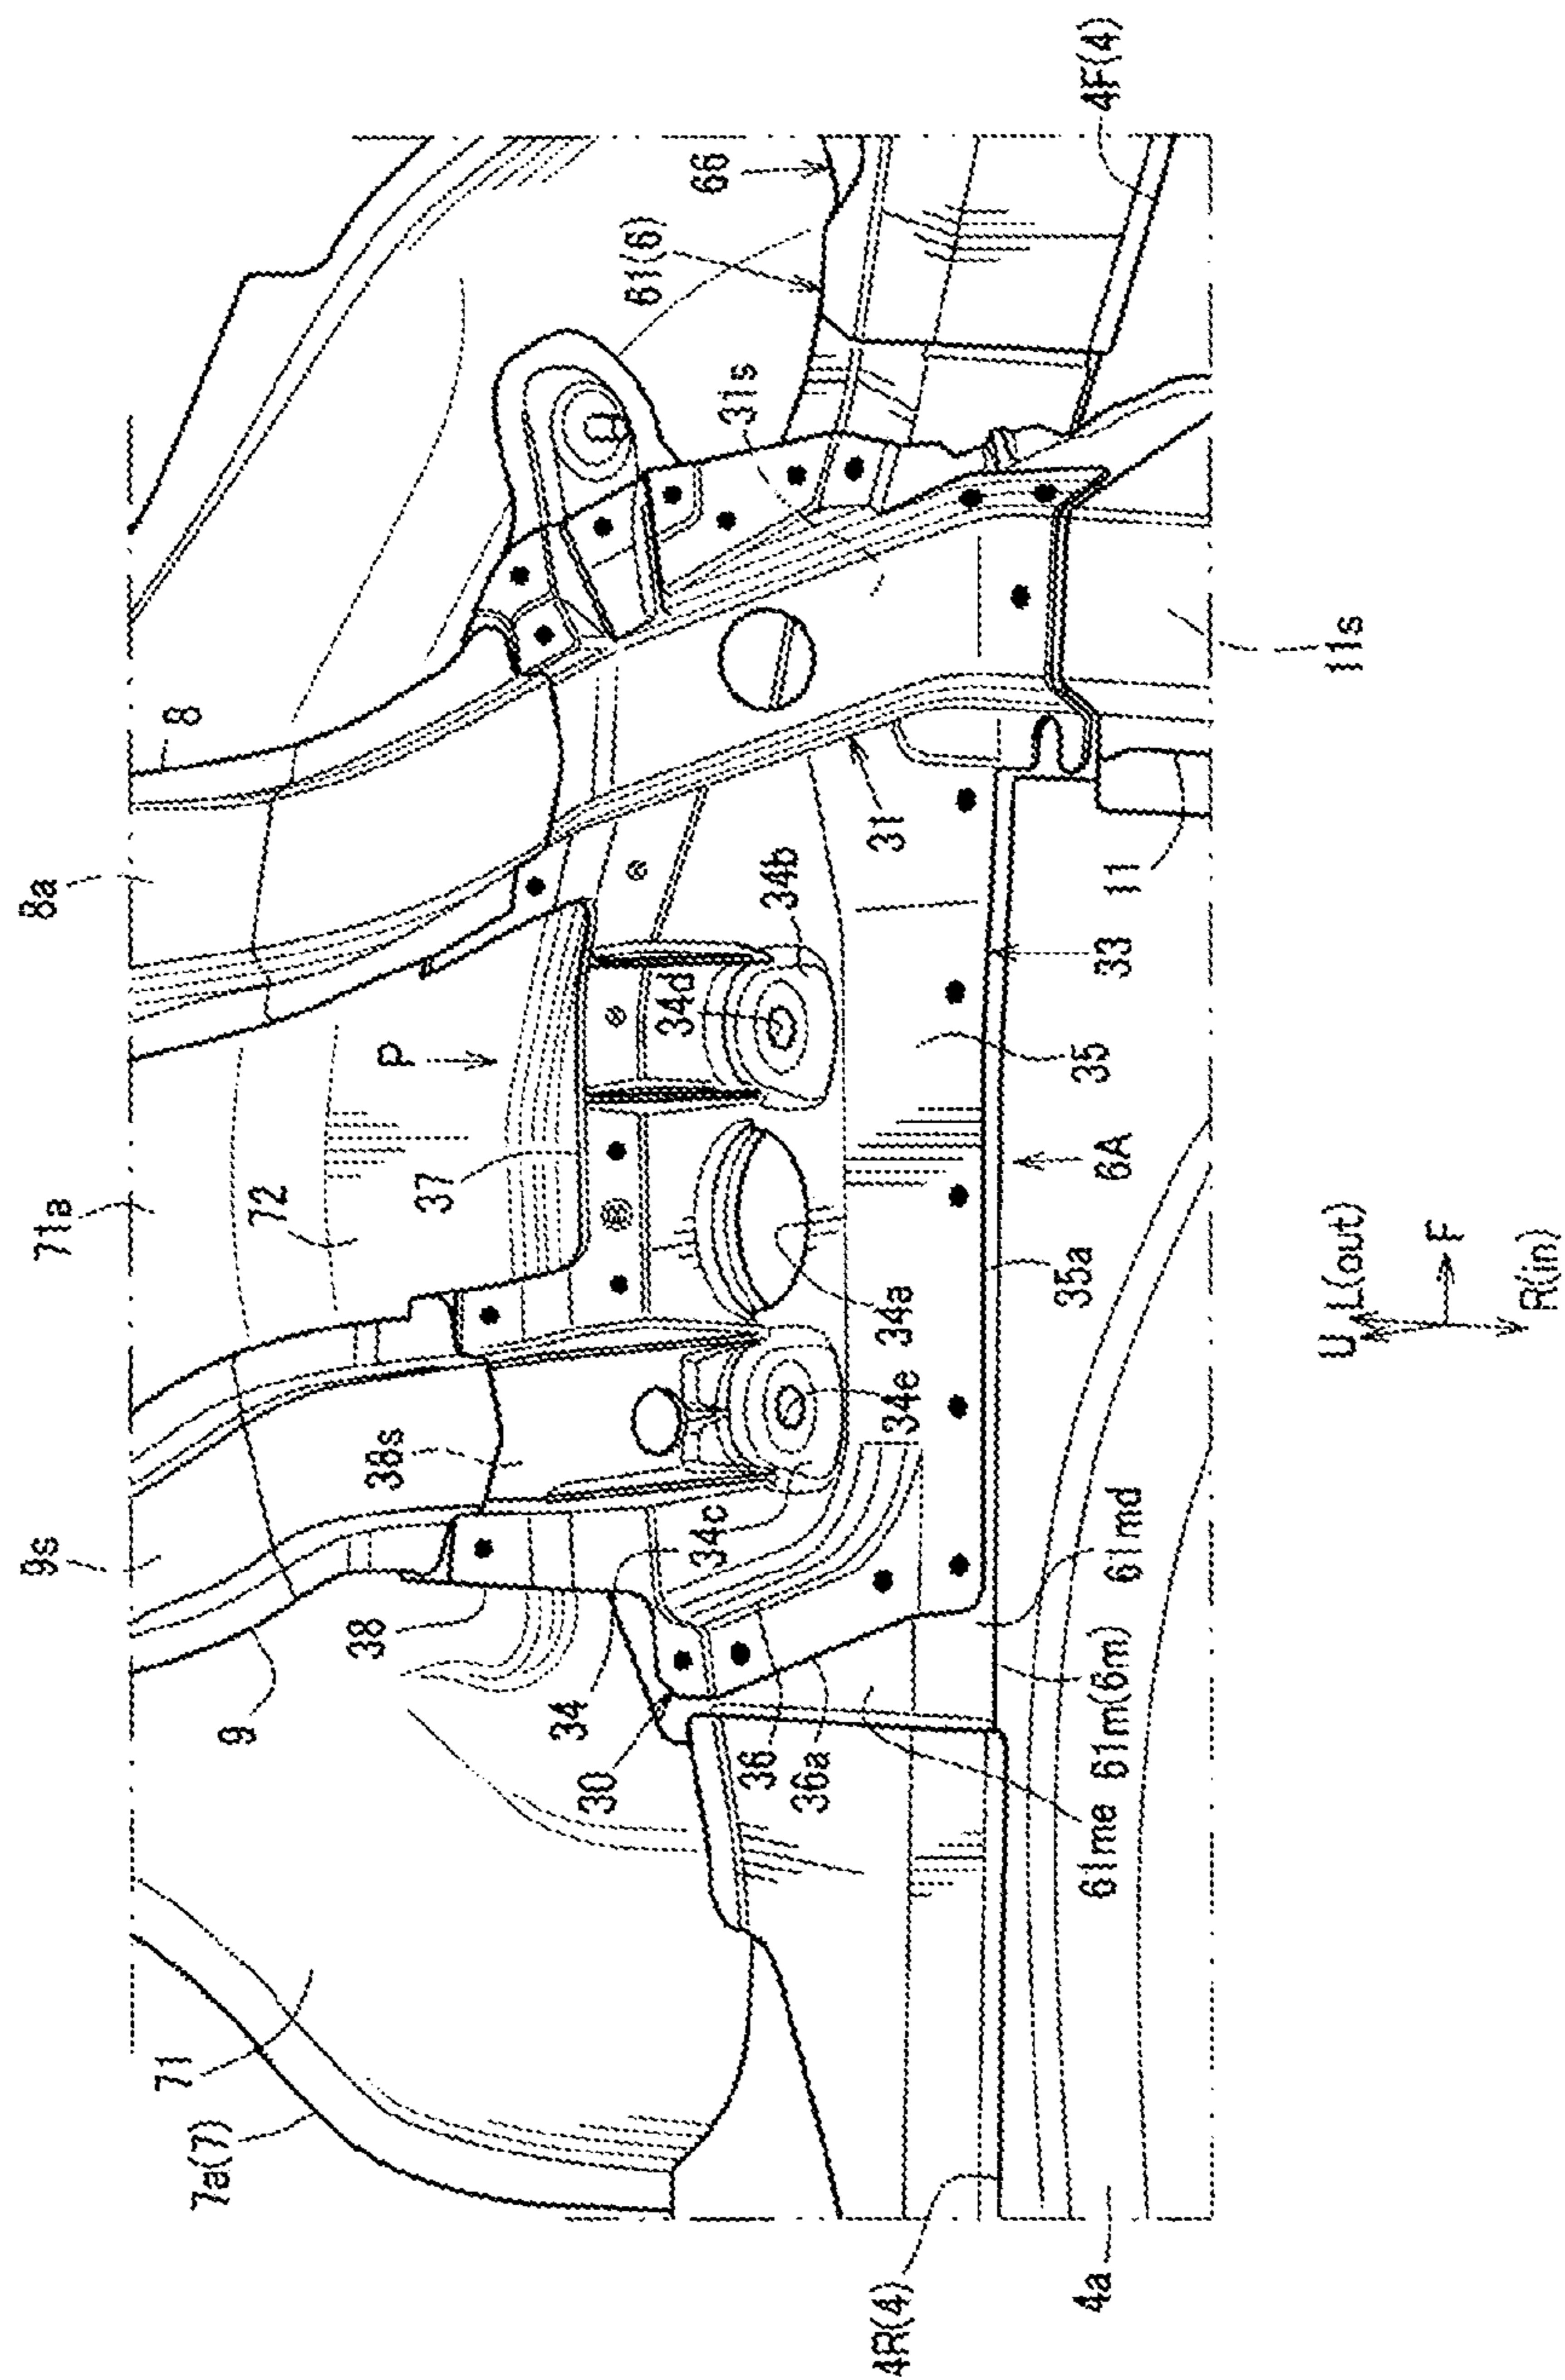 9s
71a
8a
7a(7)
71
8
9
72
38
38s
P
37
34
30
34c
34d
61(6)
66
31s
36
36a
34b
34e
34a
31
4R(4)
4a
61me
61m(6m)
61md
35a
6A
35
33
11
4F(4)
11s
U
L(out)
F
R(in)